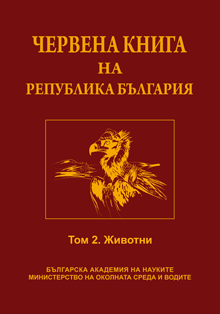 ЧЕРВЕНА КНИГА
НА
РЕПУБЛИКА БЪЛГАРИЯ
Том 2. Животни
БЪЛГАРСКА АКАДЕМИЯ НА НАУКИТЕ
МИНИСТЕРСТВО НА ОКОЛНАТА СРЕДА И ВОДИТЕ